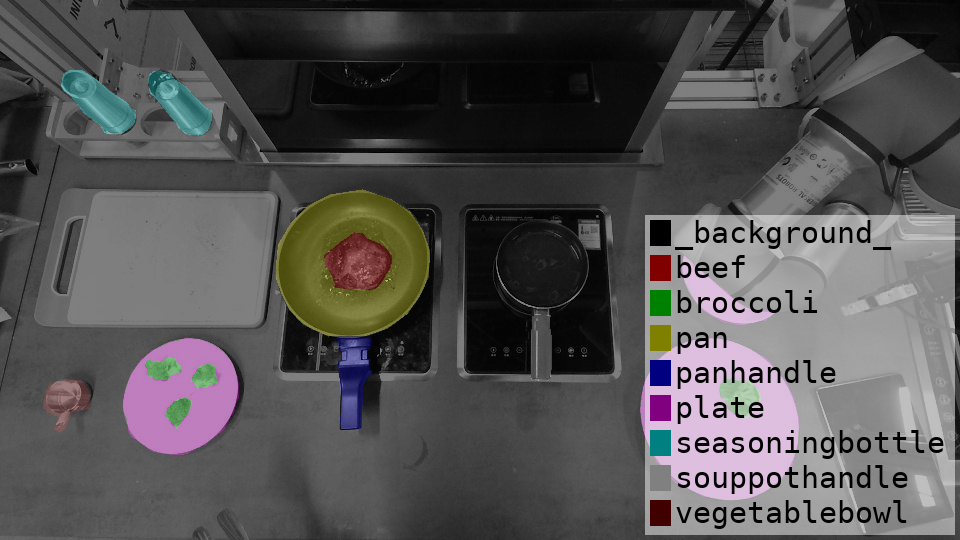 _background_
beef
broccoli
pan
panhandle
plate
seasoningbottle
souppothandle
vegetablebowl